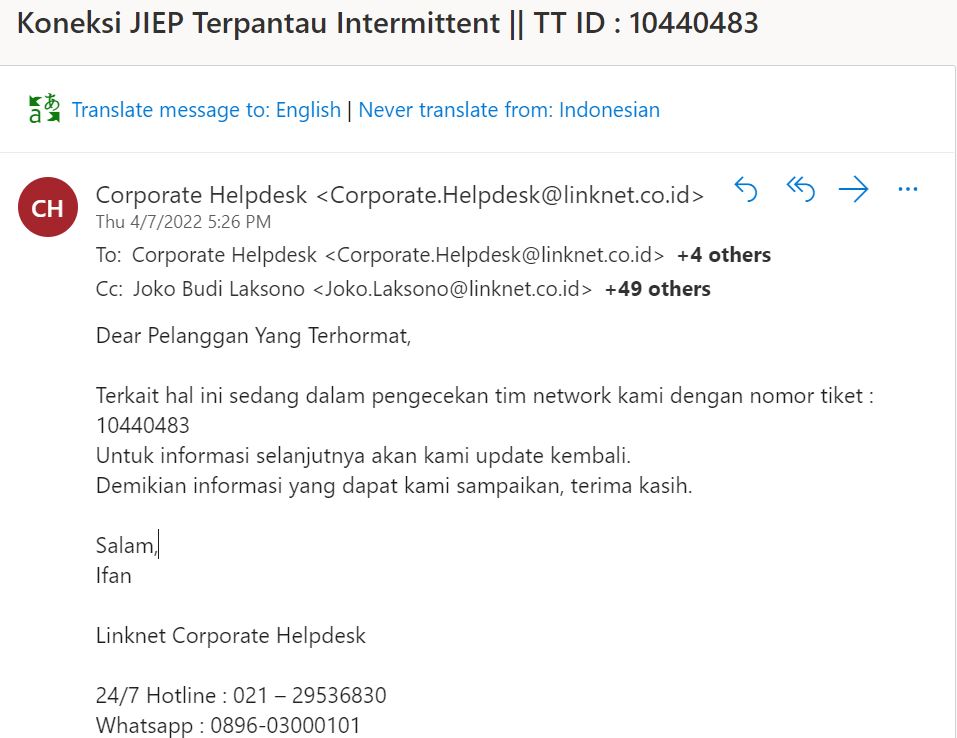 Koneksi JIEP Terpantau Intermittent || TT ID : 10440483
Translate message to: English | Never translate from: Indonesian
CH
Corporate Helpdesk <Corporate.Helpdesk@linknet.co.id>
Thu 4/7/2022 5:26 PM
To: Corporate Helpdesk <Corporate.Helpdesk@linknet.co.id> +4 others
Cc: Joko Budi Laksono <Joko.Laksono@linknet.co.id> +49 others
Dear Pelanggan Yang Terhormat,
Terkait hal ini sedang dalam pengecekan tim network kami dengan nomor tiket :
10440483
Untuk informasi selanjutnya akan kami update kembali.
Demikian informasi yang dapat kami sampaikan, terima kasih.
Salam,
Ifan
Linknet Corporate Helpdesk
24/7 Hotline : 021 – 29536830
Whatsapp : 0896-03000101